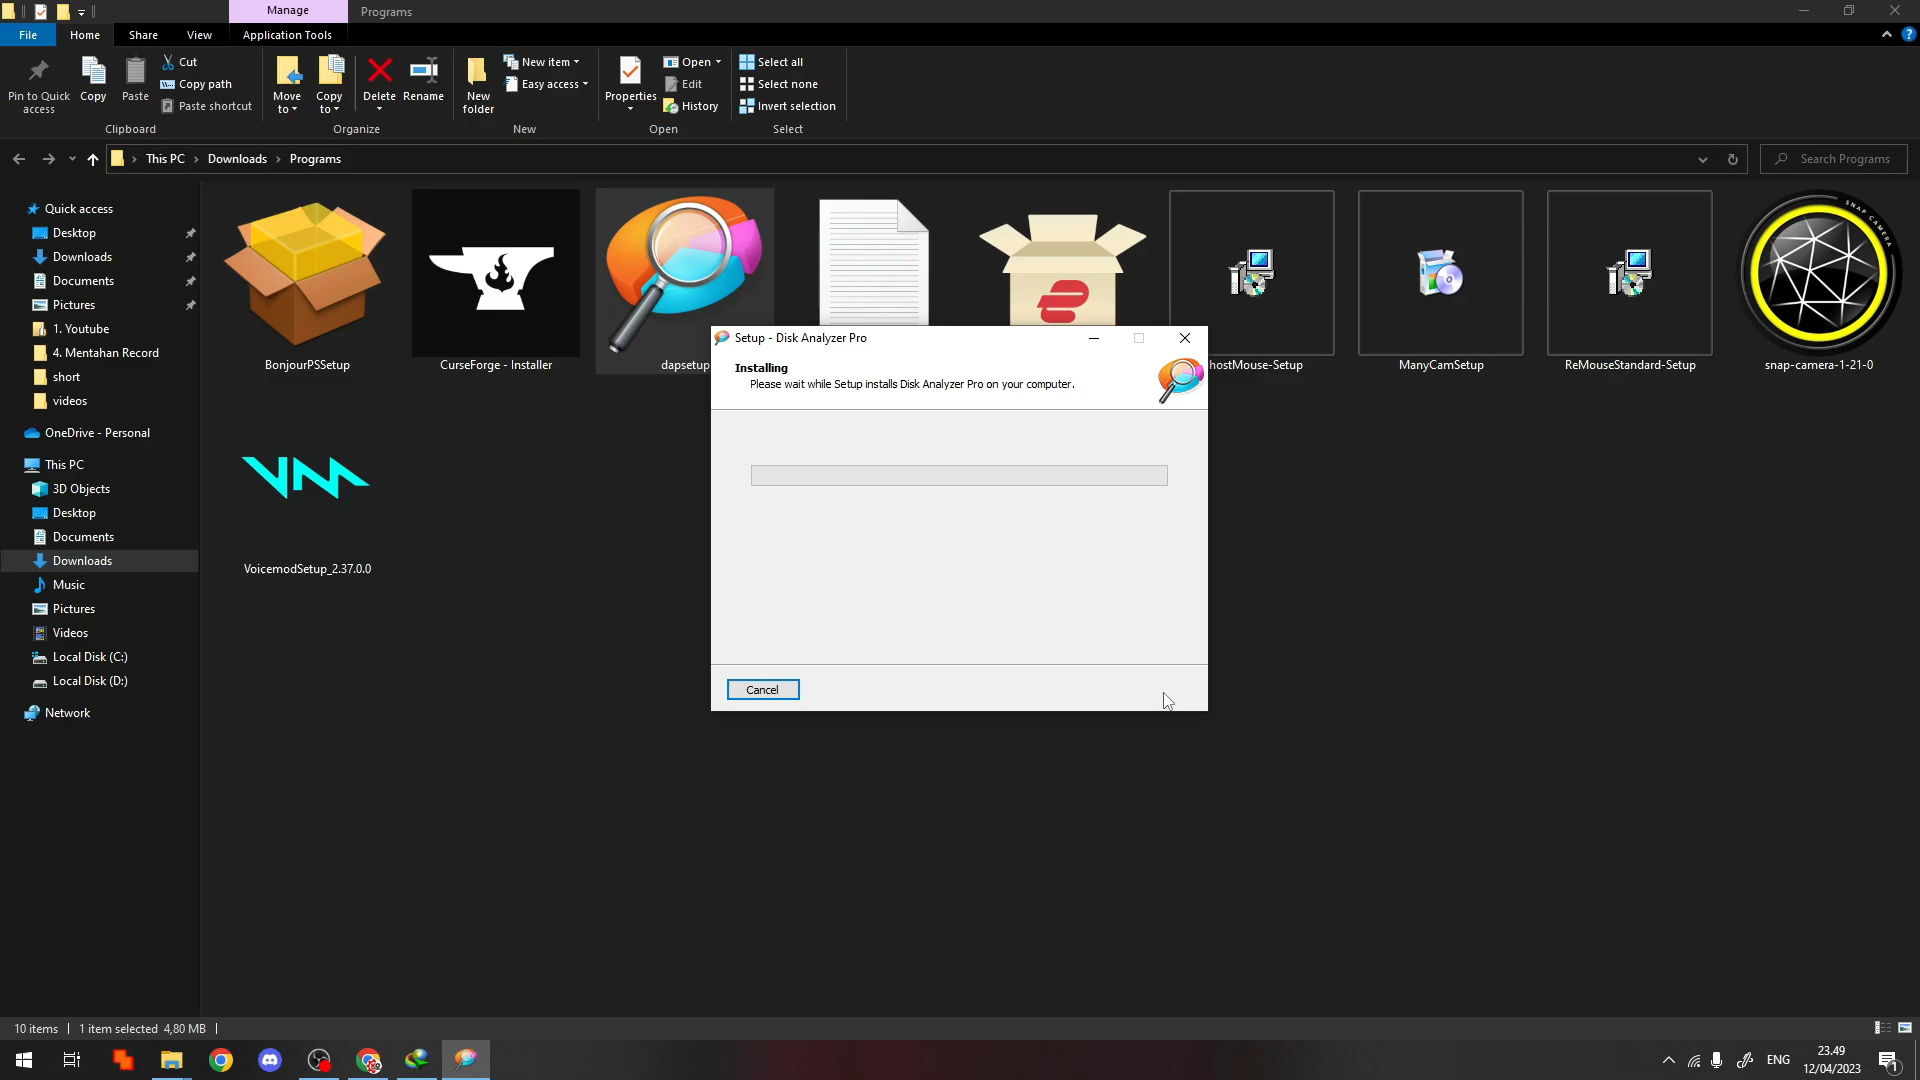 Manage
Programs
File
Home
Share
View
Application Tools
Pin to Quick access
Copy
Paste
Cut
Copy path
Paste shortcut
Clipboard
Move to
Copy to
Delete
Rename
Organize
New folder
New item
Easy access
New
Properties
Open
Edit
History
Open
Select all
Select none
Invert selection
Select
This PC > Downloads > Programs
Search Programs
Quick access
Desktop
Downloads
Documents
Pictures
1. Youtube
4. Mentahan Record
short
videos
OneDrive - Personal
This PC
3D Objects
Desktop
Documents
Downloads
Music
Pictures
Videos
Local Disk (C:)
Local Disk (D:)
Network
SNAP CAMERA
BonjourPSSetup
CurseForge - Installer
dapsetup
hostMouse-Setup
ManyCamSetup
ReMouseStandard-Setup
snap-camera-1-21-0
VoicemodSetup_2.37.0.0
Setup - Disk Analyzer Pro
Installing
Please wait while Setup installs Disk Analyzer Pro on your computer.
Cancel
10 items
1 item selected 4,80 MB
ENG
23.49
12/04/2023
1